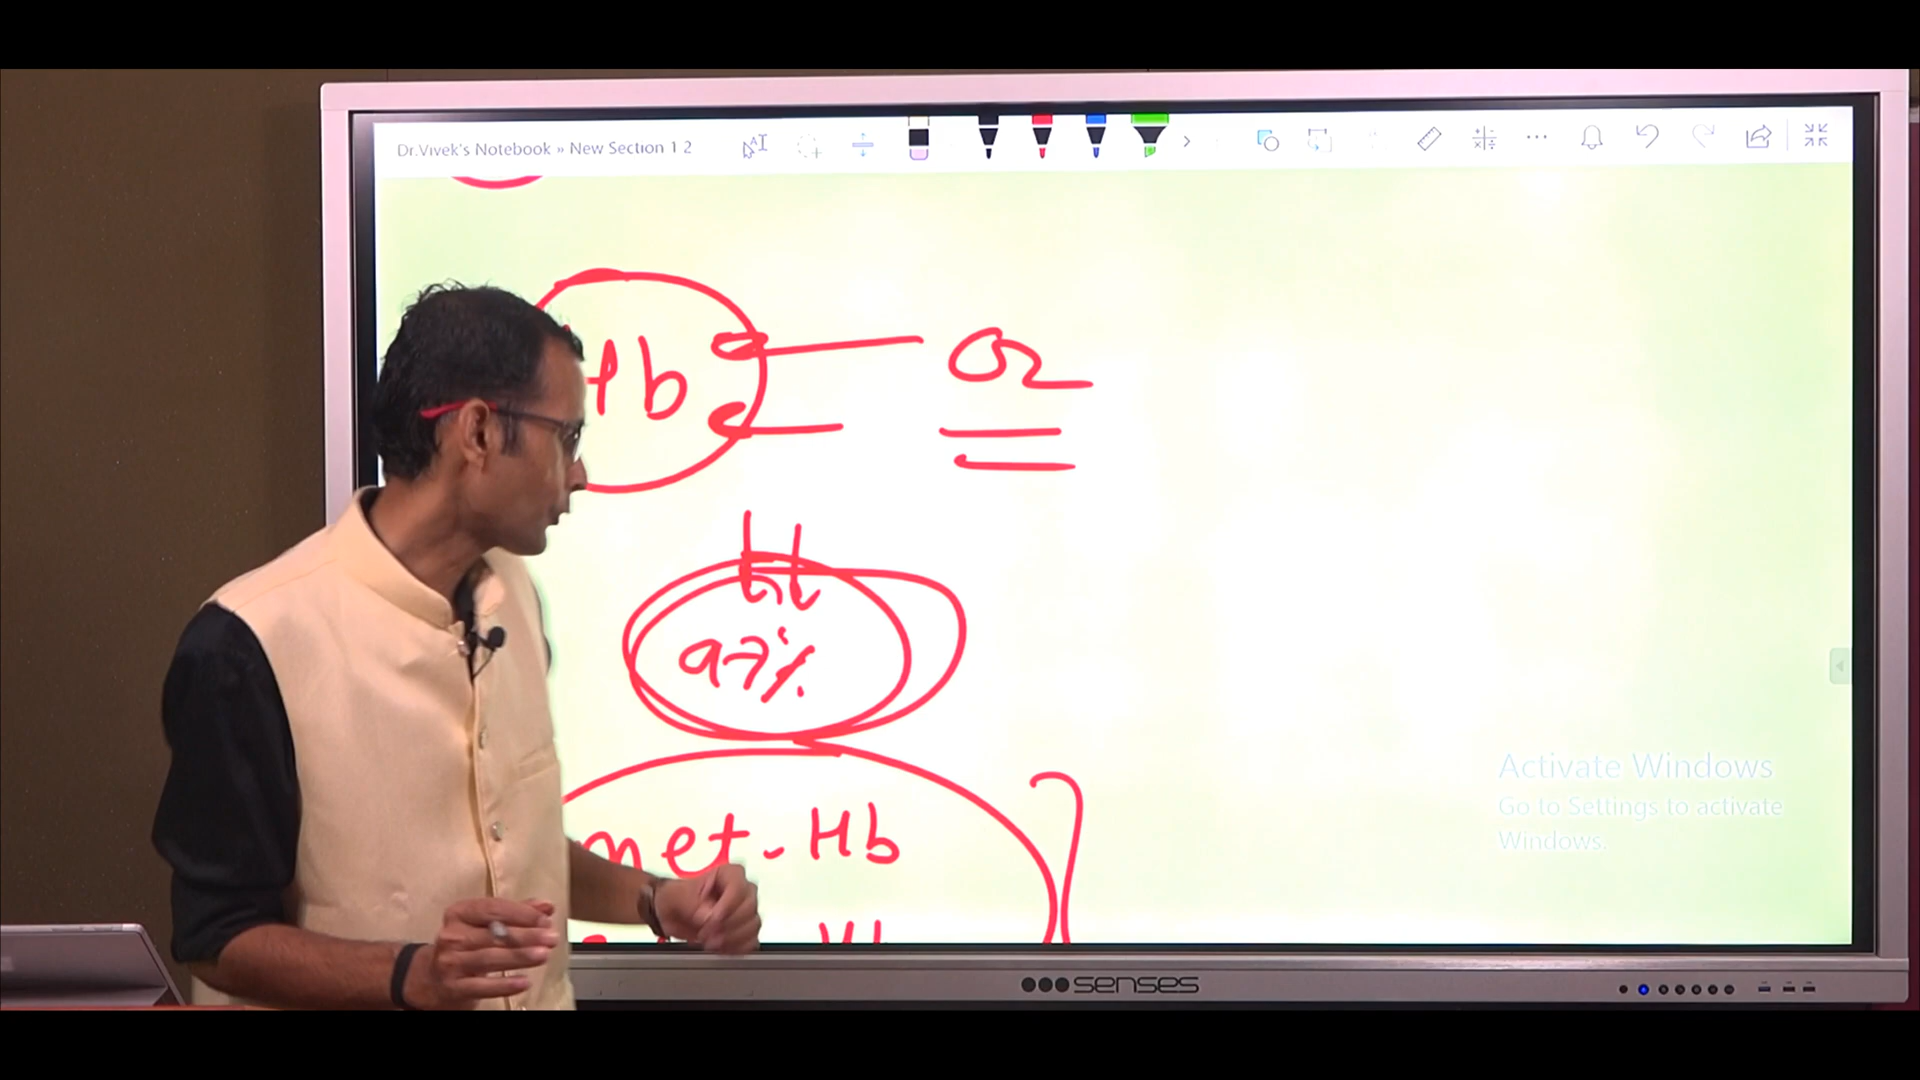 Dr.Vivek's Notebook » New Section 1 2
Hb
O2
97%
met-Hb
Activate Windows
Go to Settings to activate
Windows.
senses